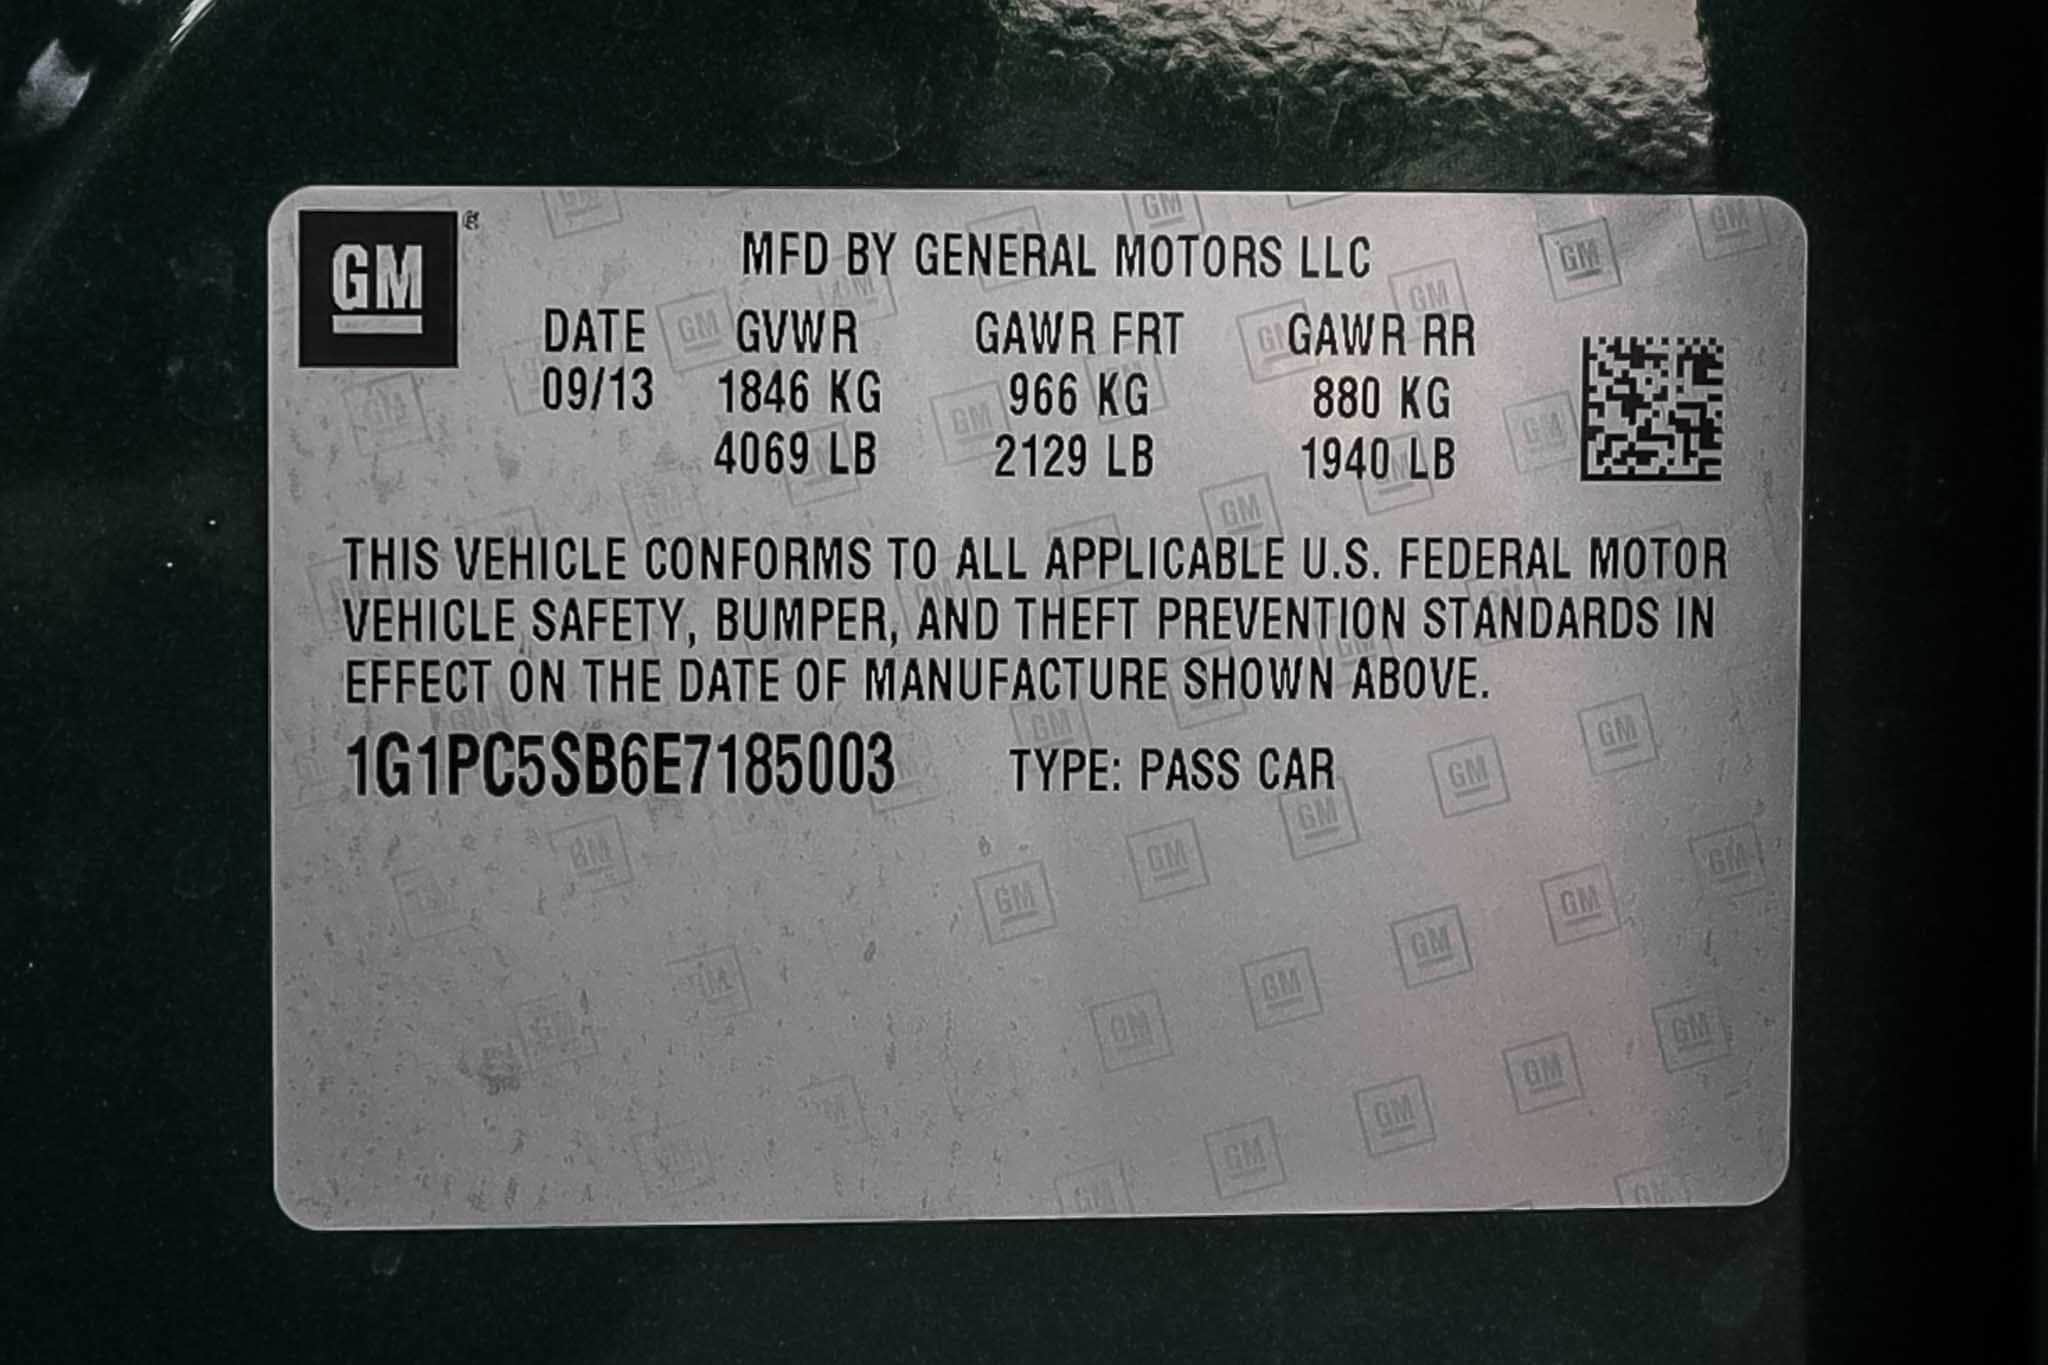 GM
MFD BY GENERAL MOTORS LLC
DATE GVWR GAWR FRT GAWR RR
09/13 1846 KG 966 KG 880 KG
4069 LB 2129 LB 1940 LB
THIS VEHICLE CONFORMS TO ALL APPLICABLE U.S. FEDERAL MOTOR
VEHICLE SAFETY, BUMPER, AND THEFT PREVENTION STANDARDS IN
EFFECT ON THE DATE OF MANUFACTURE SHOWN ABOVE.
1G1PC5SB6E7185003 TYPE: PASS CAR